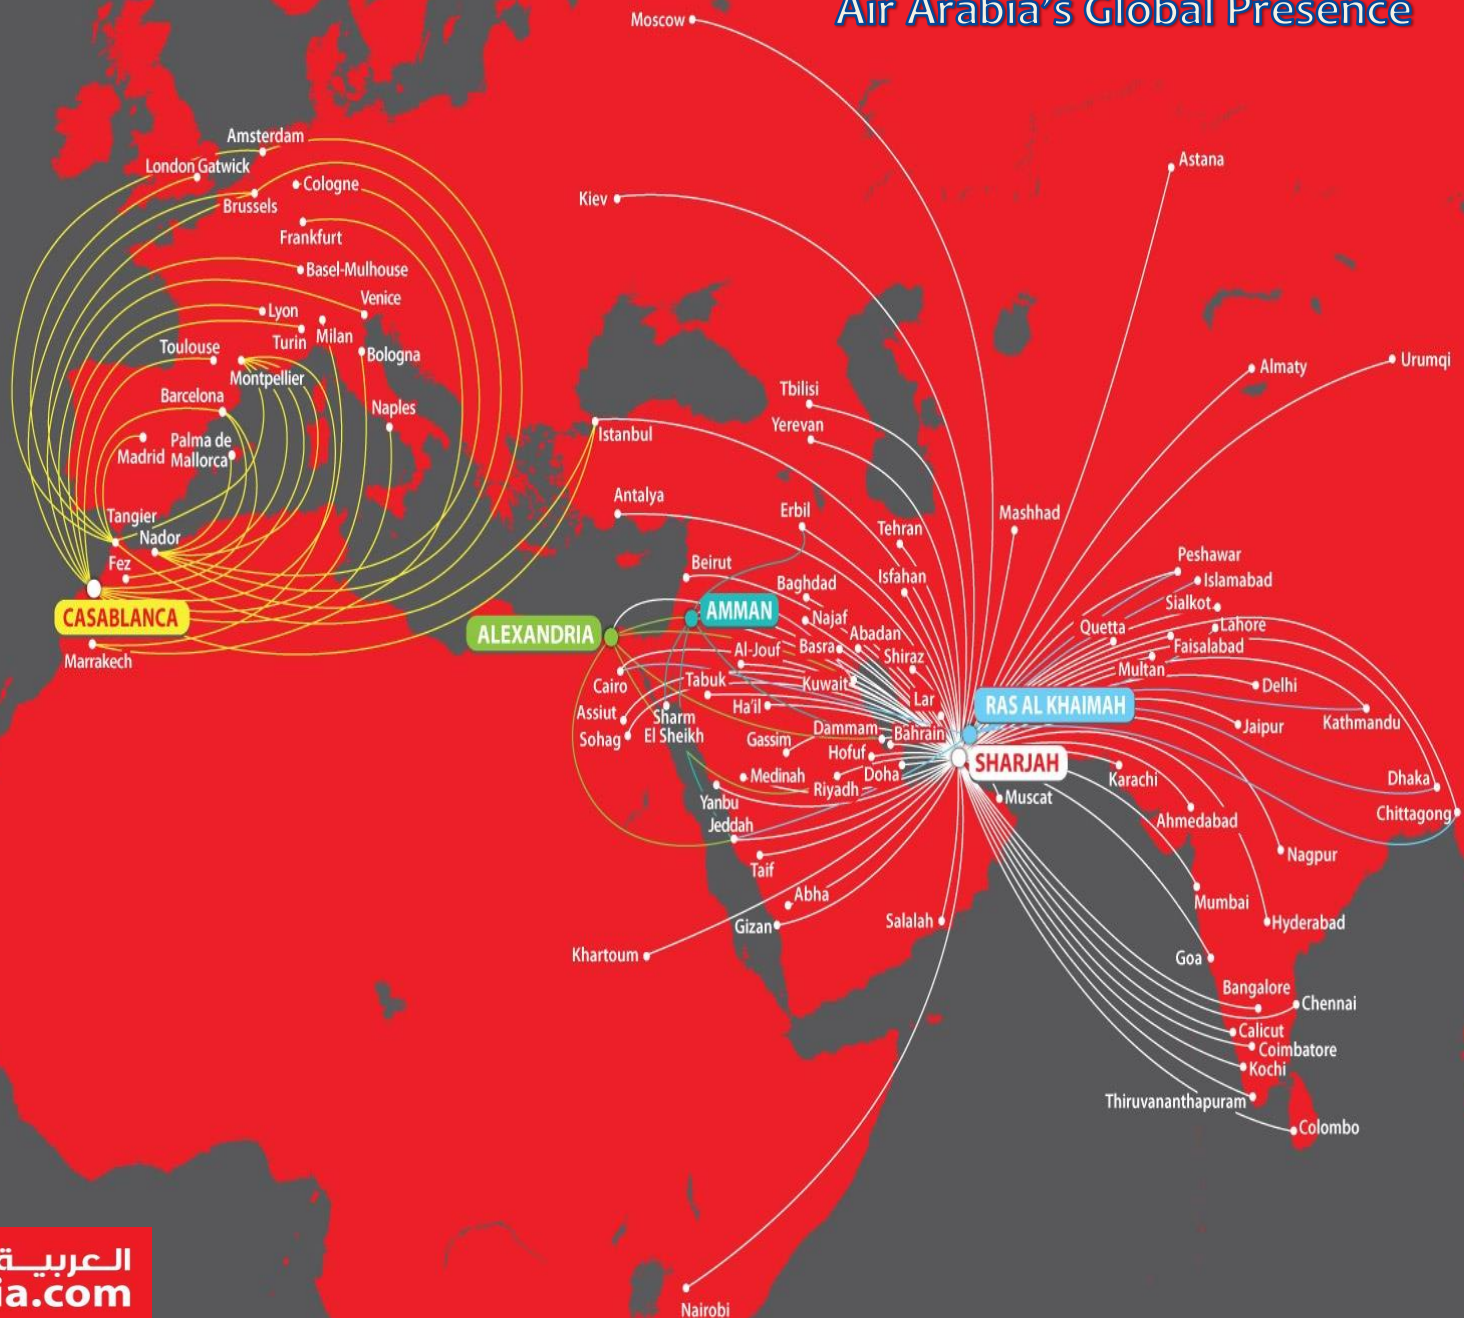 Air Arabia's Global Presence
Moscow
Amsterdam
London Gatwick
Cologne
Brussels
Frankfurt
Basel-Mulhouse
Venice
Lyon
Turin
Milan
Toulouse
Bologna
Montpellier
Barcelona
Naples
Madrid
Palma de
Mallorca
Tangier
Nador
Fez
CASABLANCA
Marrakech
Kiev
Astana
Almaty
Urumqi
Tbilisi
Yerevan
Istanbul
Antalya
Erbil
Tehran
Mashhad
Beirut
Baghdad
Isfahan
Peshawar
Islamabad
Sialkot
Lahore
Quetta
Faisalabad
Multan
Delhi
Kathmandu
Jaipur
AMMAN
ALEXANDRIA
Najaf
Abadan
Basra
Shiraz
Al-Jouf
Kuwait
Cairo
Tabuk
Lar
RAS AL KHAIMAH
Assiut
Sharm
El Sheikh
Ha'il
Sohag
Gassim
Dammam
Bahrain
Hofuf
SHARJAH
Doha
Medinah
Riyadh
Karachi
Dhaka
Muscat
Yanbu
Jeddah
Ahmedabad
Chittagong
Taif
Nagpur
Abha
Mumbai
Gizan
Salalah
Hyderabad
Khartoum
Goa
Bangalore
Chennai
Calicut
Coimbatore
Kochi
Thiruvananthapuram
Colombo
Nairobi
العربية
ia.com